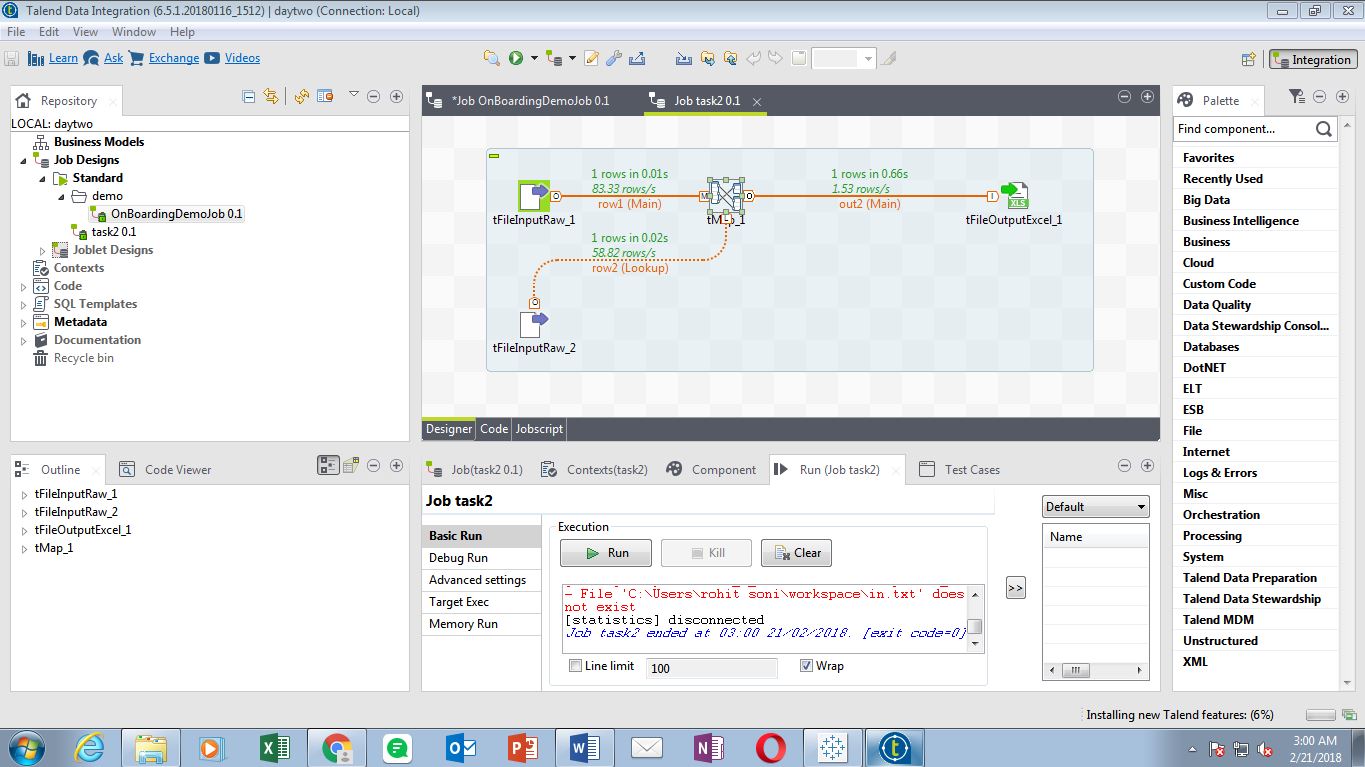 Talend Data Integration (6.5.1.20180116_1512) | daytwo (Connection: Local)
File Edit View Window Help
Learn Ask Exchange Videos
Integration
Repository
LOCAL: daytwo
Business Models
Job Designs
Standard
demo
OnBoardingDemoJob 0.1
task2 0.1
Joblet Designs
Contexts
Code
SQL Templates
Metadata
Documentation
Recycle bin
*Job OnBoardingDemoJob 0.1 Job task2 0.1
1 rows in 0.01s
83.33 rows/s
row1 (Main)
1 rows in 0.66s
1.53 rows/s
out2 (Main)
tFileInputRaw_1
tMap_1
XLS
tFileOutputExcel_1
1 rows in 0.02s
58.82 rows/s
row2 (Lookup)
tFileInputRaw_2
Designer Code Jobscript
Palette
Find component...
Favorites
Recently Used
Big Data
Business Intelligence
Business
Cloud
Custom Code
Data Quality
Data Stewardship Consol...
Databases
DotNET
ELT
ESB
File
Internet
Logs & Errors
Misc
Orchestration
Processing
System
Talend Data Preparation
Talend Data Stewardship
Talend MDM
Unstructured
XML
Outline Code Viewer
tFileInputRaw_1
tFileInputRaw_2
tFileOutputExcel_1
tMap_1
Job(task2 0.1) Contexts(task2) Component Run (Job task2) Test Cases
Job task2
Basic Run
Debug Run
Advanced settings
Target Exec
Memory Run
Execution
Run Kill Clear
- File 'C:\Users\rohit soni\workspace\in.txt' does
not exist
[statistics] disconnected
Job task2 ended at 03:00 21/02/2018. [exit code=0]
Line limit 100 Wrap
>>
Default
Name
Installing new Talend features: (6%)
3:00 AM
2/21/2018